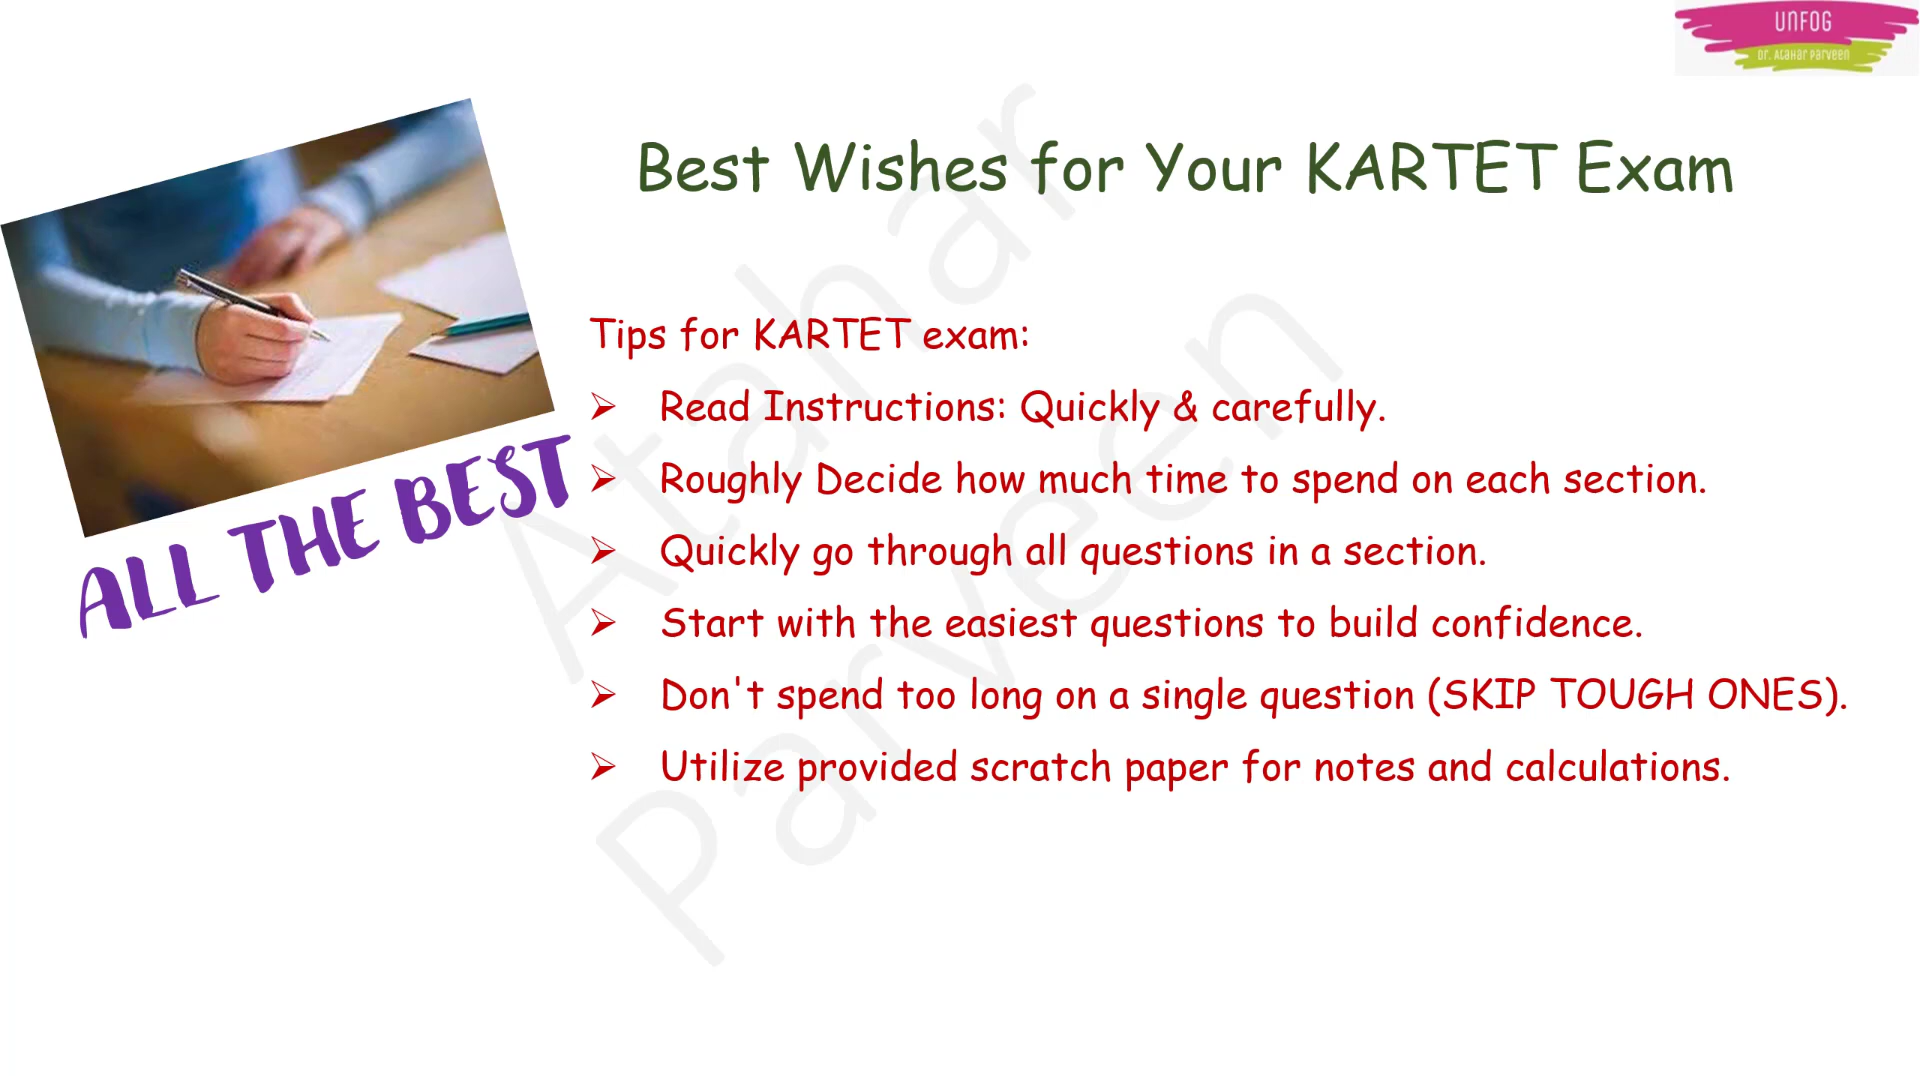 UNFOG
Dr. Atahar Parveen
Best Wishes for Your KARTET Exam
Tips for KARTET exam:
➢ Read Instructions: Quickly & carefully.
➢ Roughly Decide how much time to spend on each section.
➢ Quickly go through all questions in a section.
➢ Start with the easiest questions to build confidence.
➢ Don't spend too long on a single question (SKIP TOUGH ONES).
➢ Utilize provided scratch paper for notes and calculations.
ALL THE BEST
Atahar
Parveen